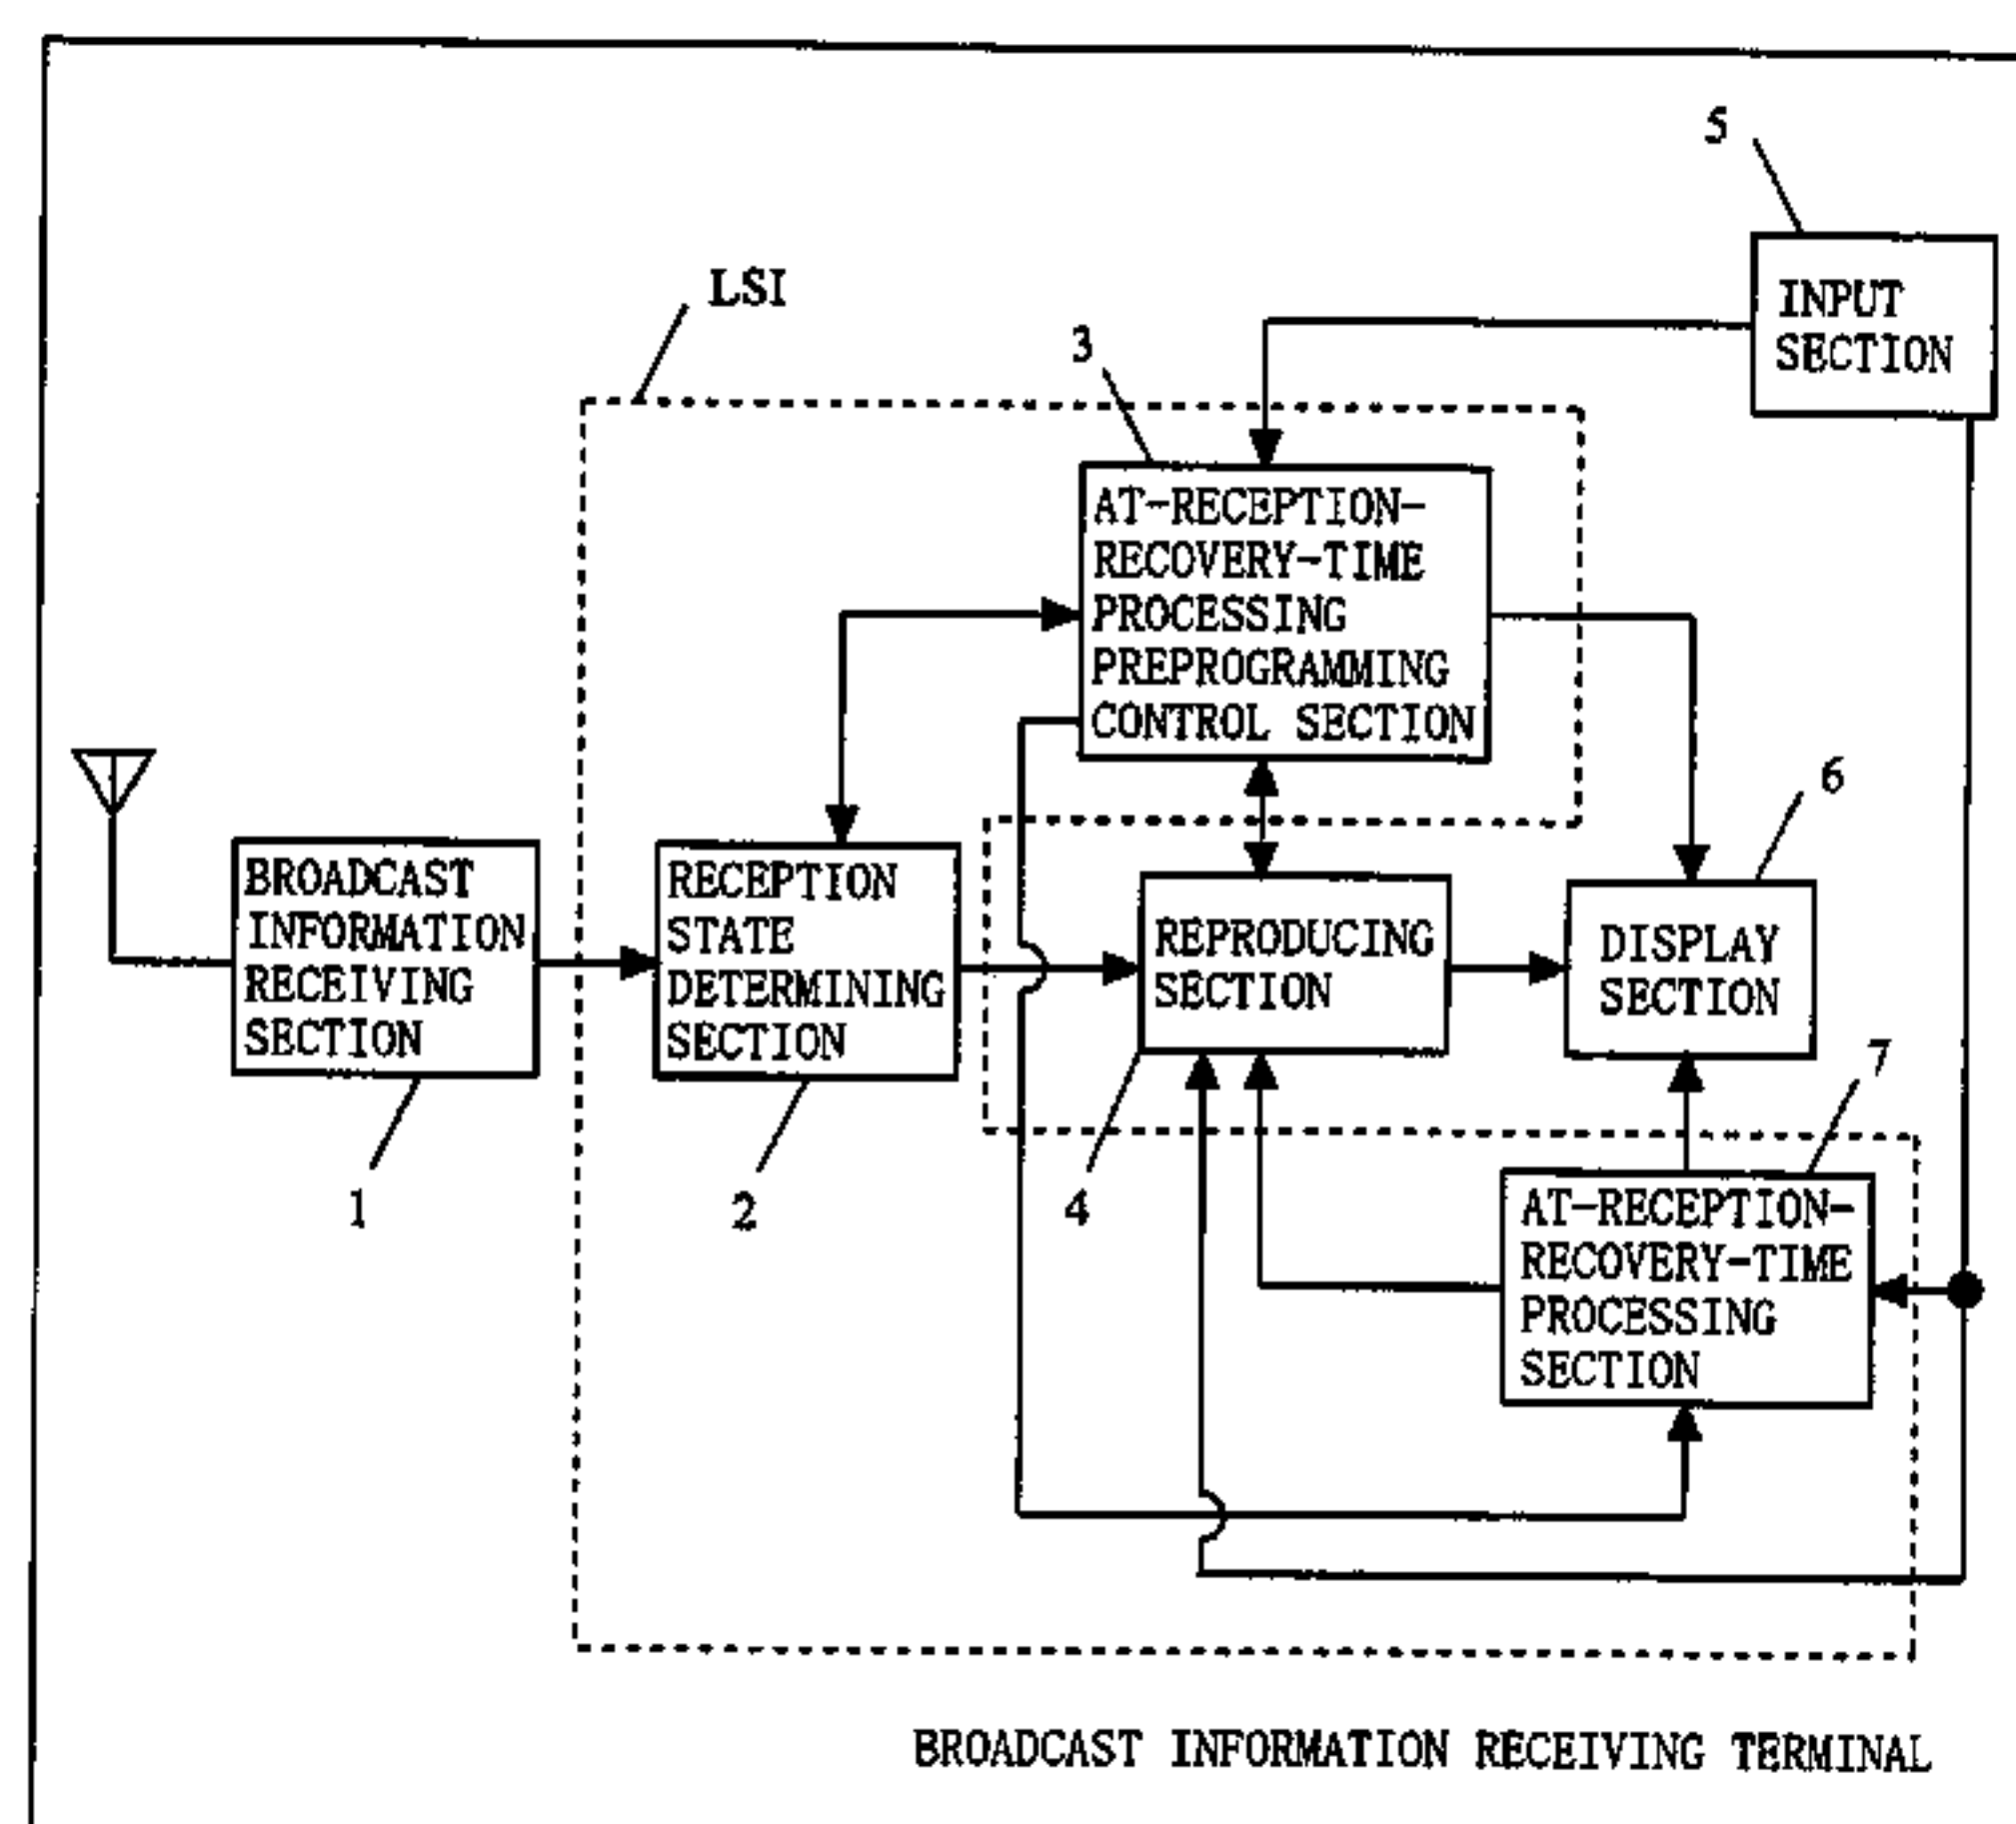 5
INPUT
SECTION
LSI
3
AT-RECEPTION-
RECOVERY-TIME
PROCESSING
PREPROGRAMMING
CONTROL SECTION
6
BROADCAST
INFORMATION
RECEIVING
SECTION
RECEPTION
STATE
DETERMINING
SECTION
REPRODUCING
SECTION
DISPLAY
SECTION
7
1
2
4
AT-RECEPTION-
RECOVERY-TIME
PROCESSING
SECTION
BROADCAST INFORMATION RECEIVING TERMINAL